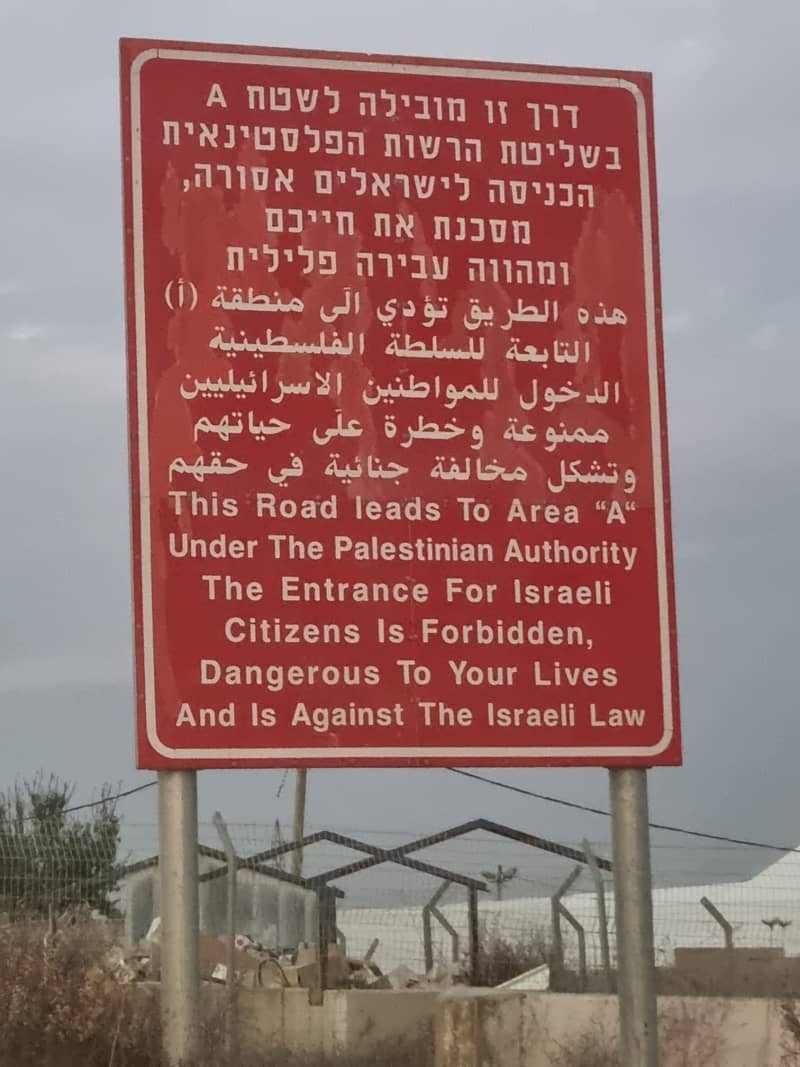 דרך זו מובילה לשטח A
בשליטת הרשות הפלסטינאית
הכניסה לישראלים אסורה,
מסכנת את חייכם
ומהווה עבירה פלילית
هذه الطريق تؤدي الَى منطقة (أ)
التابعة للسلطة الفلسطينية
الدخول للمواطنين الاسرائيليين
ممنوعة وخطرة علَى حياتهم
وتشكل مخالفة جنائية في حقهم
This Road leads To Area “A“
Under The Palestinian Authority
The Entrance For Israeli
Citizens Is Forbidden,
Dangerous To Your Lives
And Is Against The Israeli Law